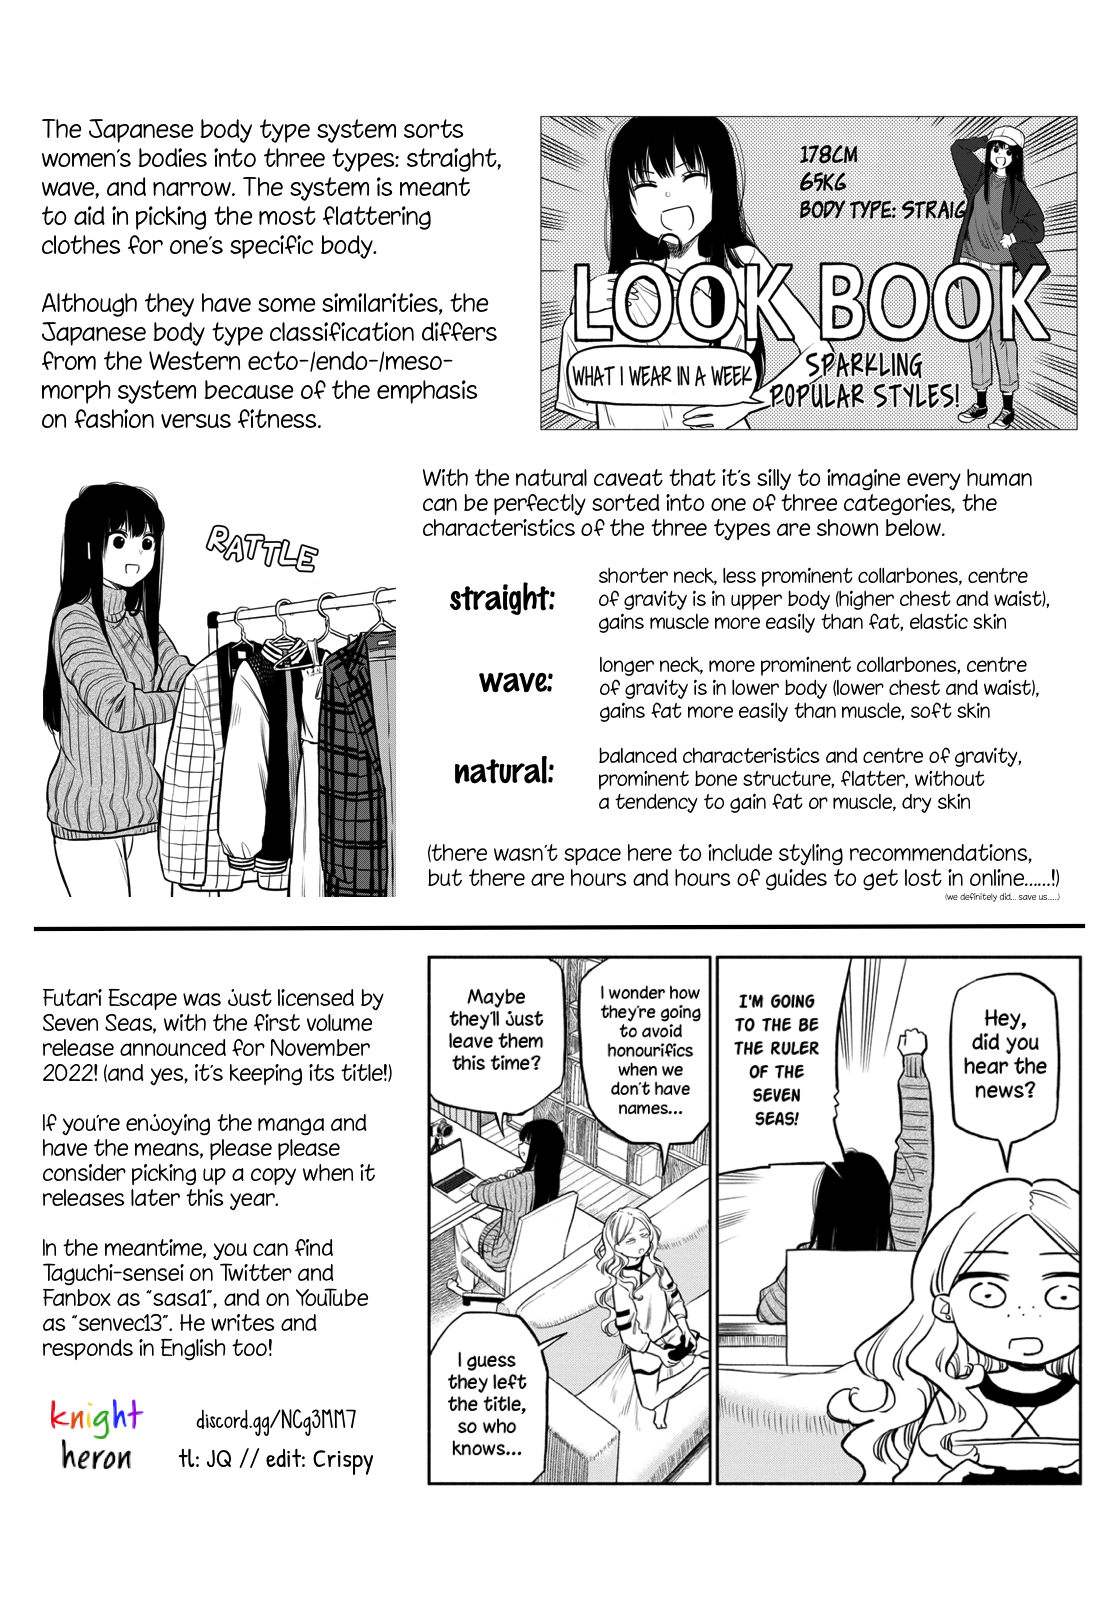 The Japanese body type system sorts
women's bodies into three types: straight,
wave, and narrow. The system is meant
to aid in picking the most flattering
clothes for one's specific body.
Although they have some similarities, the
Japanese body type classification differs
from the Western ecto-/endo-/meso-
morph system because of the emphasis
on fashion versus fitness.
178CM
65KG
BODY TYPE: STRAIG
LOOK BOOK
WHAT I WEAR IN A WEEK
SPARKLING
POPULAR STYLES!
RATTLE
With the natural caveat that it's silly to imagine every human
can be perfectly sorted into one of three categories, the
characteristics of the three types are shown below.
straight:
shorter neck, less prominent collarbones, centre
of gravity is in upper body (higher chest and waist),
gains muscle more easily than fat, elastic skin
wave:
longer neck, more prominent collarbones, centre
of gravity is in lower body (lower chest and waist),
gains fat more easily than muscle, soft skin
natural:
balanced characteristics and centre of gravity,
prominent bone structure, flatter, without
a tendency to gain fat or muscle, dry skin
(there wasn't space here to include styling recommendations,
but there are hours and hours of guides to get lost in online......!)
(we definitely did... save us.....)
Futari Escape was just licensed by
Seven Seas, with the first volume
release announced for November
2022! (and yes, it's keeping its title!)
If you're enjoying the manga and
have the means, please please
consider picking up a copy when it
releases later this year.
In the meantime, you can find
Taguchi-sensei on Twitter and
Fanbox as "sasa1", and on YouTube
as "senvec13". He writes and
responds in English too!
knight
heron
discord.gg/NCg3MM7
tl: JQ // edit: Crispy
Hey,
did you
hear the
news?
I'M GOING
TO THE BE
THE RULER
OF THE
SEVEN
SEAS!
I wonder how
they're going
to avoid
honourifics
when we
don't have
names...
Maybe
they'll just
leave them
this time?
I guess
they left
the title,
so who
knows...